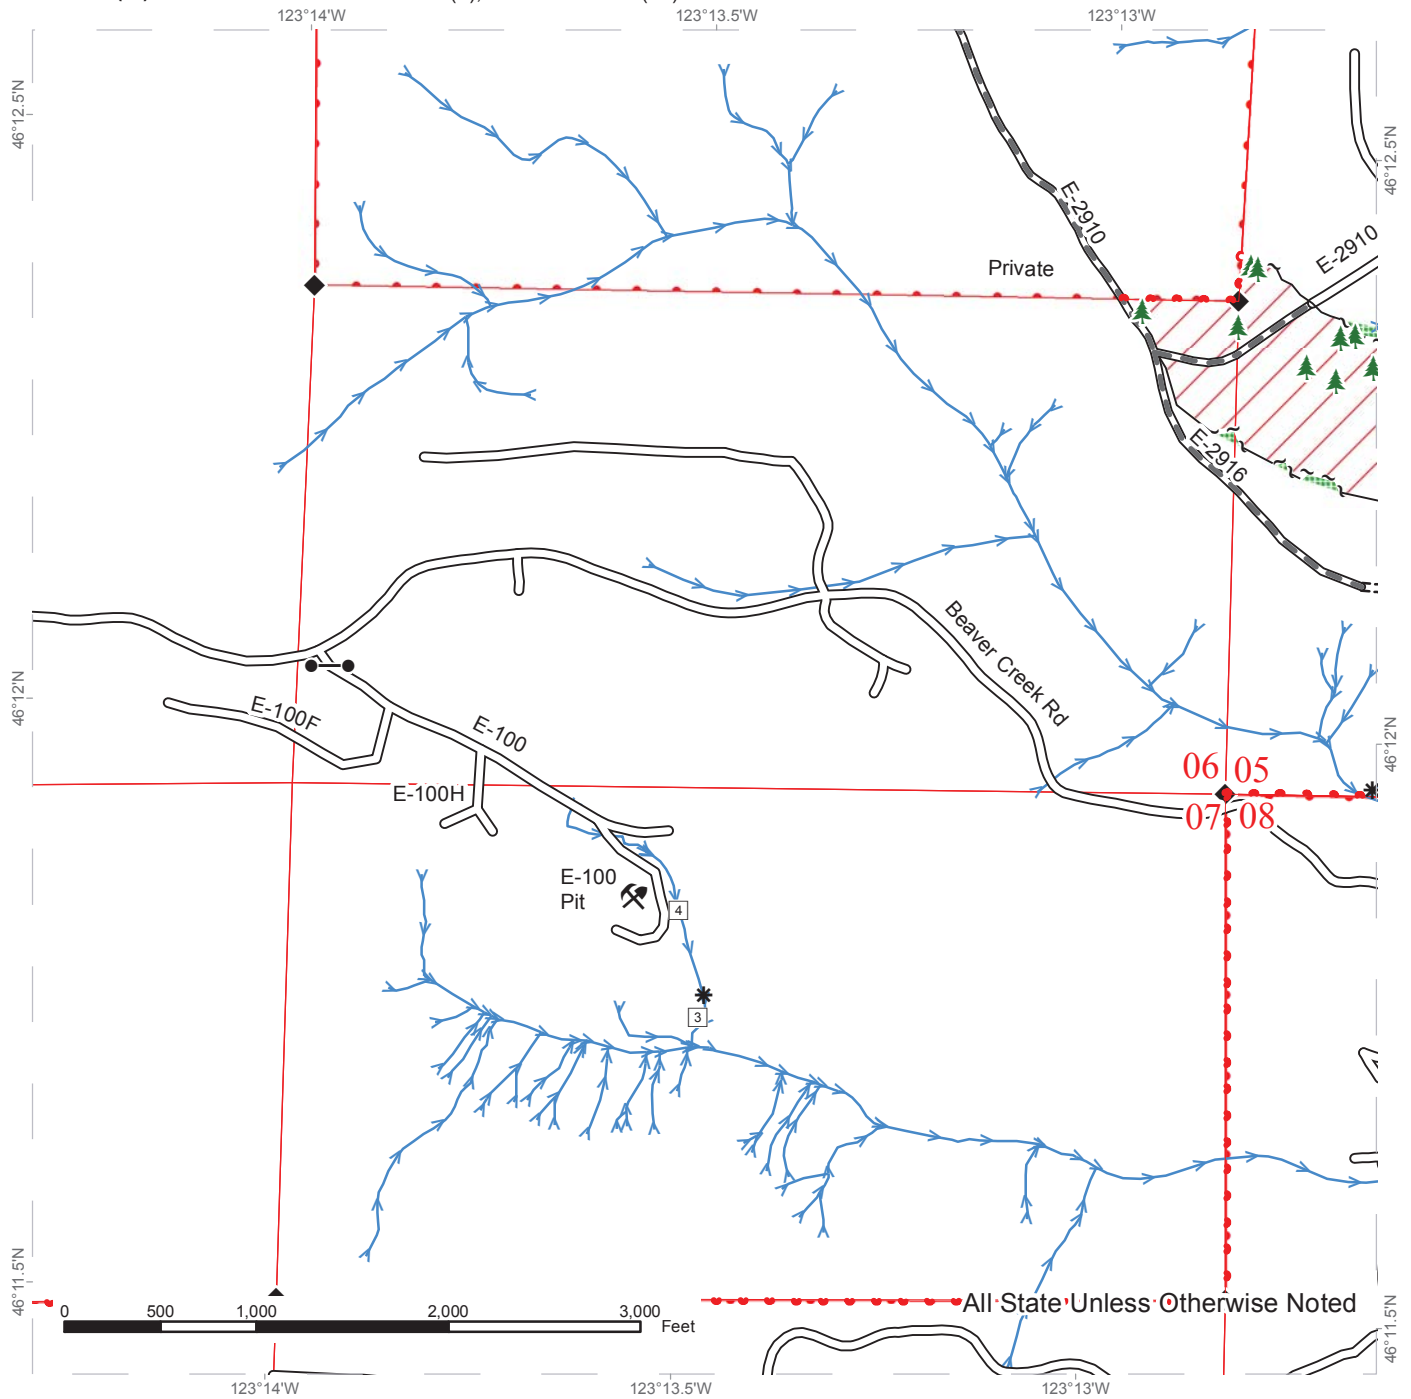 123°14'W
123°13.5'W
123°13'W
46°12.5'N
46°12.5'N
E-2910
E-2910
Private
E-2916
Beaver Creek Rd
46°12'N
46°12'N
E-100F
E-100
E-100H
06 05
07 08
E-100
Pit
4
3
46°11.5'N
46°11.5'N
0 500 1,000 2,000 3,000
Feet
All State Unless Otherwise Noted
123°14'W
123°13.5'W
123°13'W